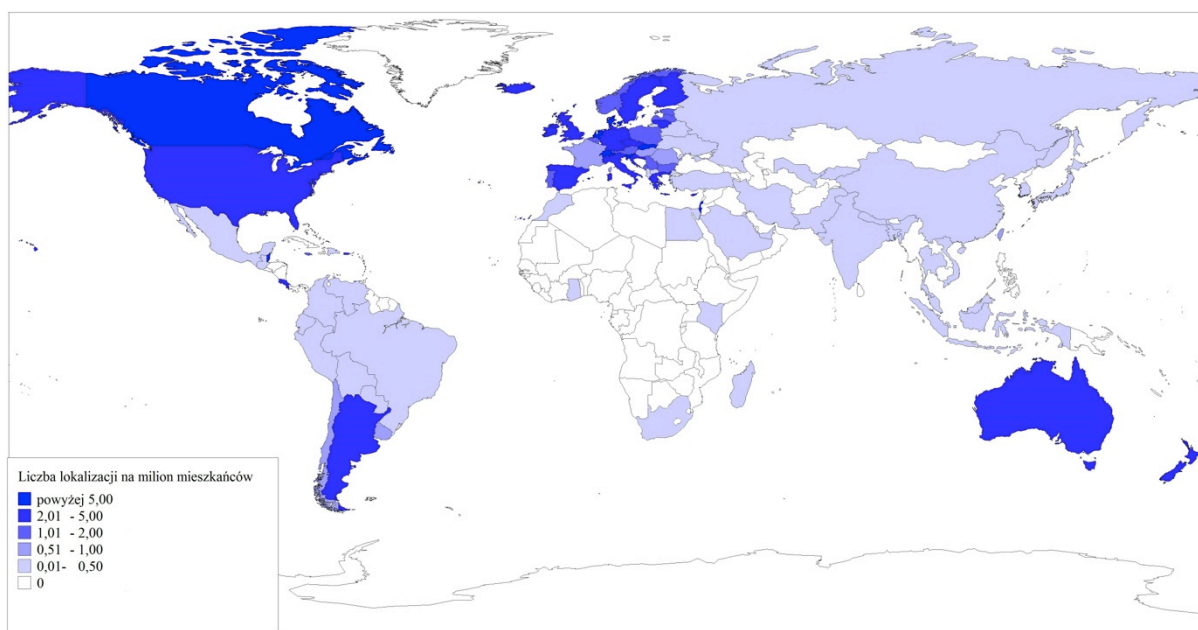 Liczba lokalizacji na milion mieszkańców
powyżej 5,00
2,01 - 5,00
1,01 - 2,00
0,51 - 1,00
0,01- 0,50
0